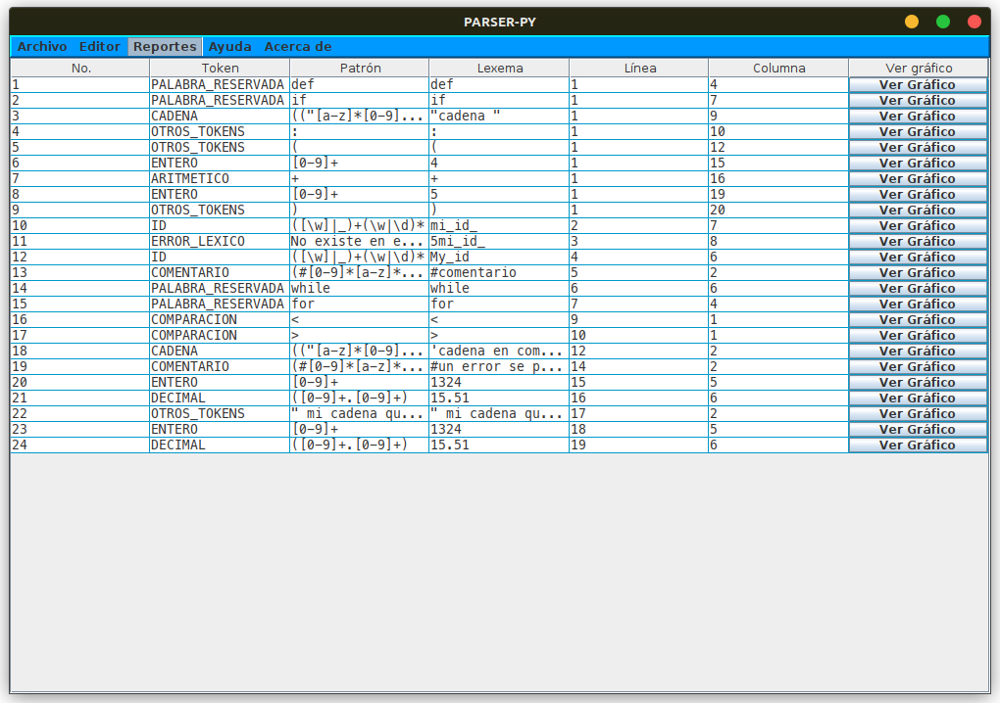 PARSER-PY
Archivo Editor Reportes Ayuda Acerca de
No. Token Patrón Lexema Línea Columna Ver gráfico
1 PALABRA_RESERVADA def def 1 4 Ver Gráfico
2 PALABRA_RESERVADA if if 1 7 Ver Gráfico
3 CADENA (("[a-z]*[0-9]... "cadena " 1 9 Ver Gráfico
4 OTROS_TOKENS : : 1 10 Ver Gráfico
5 OTROS_TOKENS ( ( 1 12 Ver Gráfico
6 ENTERO [0-9]+ 4 1 15 Ver Gráfico
7 ARITMETICO + + 1 16 Ver Gráfico
8 ENTERO [0-9]+ 5 1 19 Ver Gráfico
9 OTROS_TOKENS ) ) 1 20 Ver Gráfico
10 ID ([\w]|_)+(\w|\d)* mi_id_ 2 7 Ver Gráfico
11 ERROR_LEXICO No existe en e... 5mi_id_ 3 8 Ver Gráfico
12 ID ([\w]|_)+(\w|\d)* My_id 4 6 Ver Gráfico
13 COMENTARIO (#[0-9]*[a-z]*... #comentario 5 2 Ver Gráfico
14 PALABRA_RESERVADA while while 6 6 Ver Gráfico
15 PALABRA_RESERVADA for for 7 4 Ver Gráfico
16 COMPARACION < < 9 1 Ver Gráfico
17 COMPARACION > > 10 1 Ver Gráfico
18 CADENA (("[a-z]*[0-9]... 'cadena en com... 12 2 Ver Gráfico
19 COMENTARIO (#[0-9]*[a-z]*... #un error se p... 14 2 Ver Gráfico
20 ENTERO [0-9]+ 1324 15 5 Ver Gráfico
21 DECIMAL ([0-9]+.[0-9]+) 15.51 16 6 Ver Gráfico
22 OTROS_TOKENS " mi cadena qu... " mi cadena qu... 17 2 Ver Gráfico
23 ENTERO [0-9]+ 1324 18 5 Ver Gráfico
24 DECIMAL ([0-9]+.[0-9]+) 15.51 19 6 Ver Gráfico